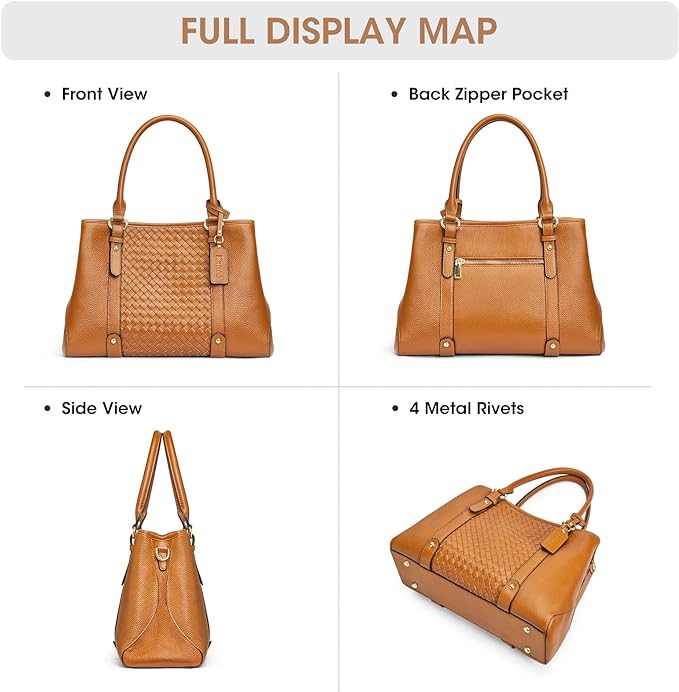 FULL DISPLAY MAP
• Front View
• Back Zipper Pocket
• Side View
• 4 Metal Rivets